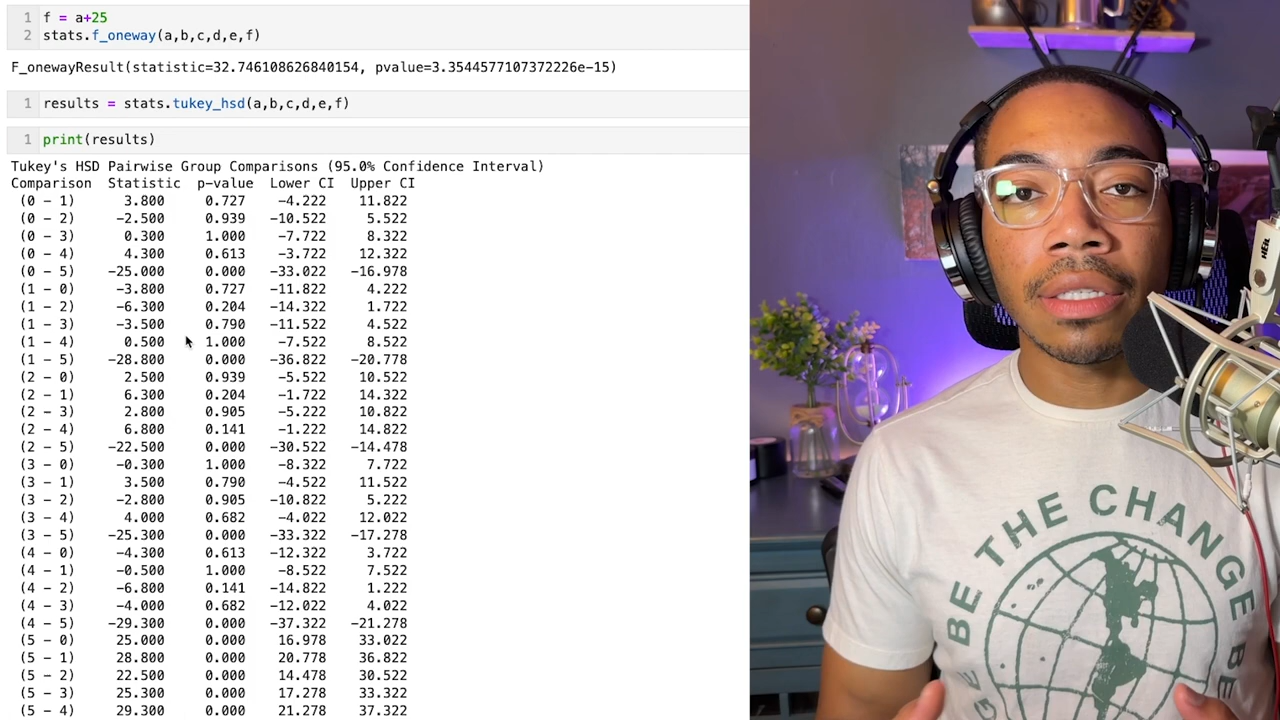 1 f = a+25
2 stats.f_oneway(a,b,c,d,e,f)
F_onewayResult(statistic=32.746108626840154, pvalue=3.3544577107372226e-15)
1 results = stats.tukey_hsd(a,b,c,d,e,f)
1 print(results)
Tukey's HSD Pairwise Group Comparisons (95.0% Confidence Interval)
Comparison Statistic p-value Lower CI Upper CI
(0 - 1) 3.800 0.727 -4.222 11.822
(0 - 2) -2.500 0.939 -10.522 5.522
(0 - 3) 0.300 1.000 -7.722 8.322
(0 - 4) 4.300 0.613 -3.722 12.322
(0 - 5) -25.000 0.000 -33.022 -16.978
(1 - 0) -3.800 0.727 -11.822 4.222
(1 - 2) -6.300 0.204 -14.322 1.722
(1 - 3) -3.500 0.790 -11.522 4.522
(1 - 4) 0.500 1.000 -7.522 8.522
(1 - 5) -28.800 0.000 -36.822 -20.778
(2 - 0) 2.500 0.939 -5.522 10.522
(2 - 1) 6.300 0.204 -1.722 14.322
(2 - 3) 2.800 0.905 -5.222 10.822
(2 - 4) 6.800 0.141 -1.222 14.822
(2 - 5) -22.500 0.000 -30.522 -14.478
(3 - 0) -0.300 1.000 -8.322 7.722
(3 - 1) 3.500 0.790 -4.522 11.522
(3 - 2) -2.800 0.905 -10.822 5.222
(3 - 4) 4.000 0.682 -4.022 12.022
(3 - 5) -25.300 0.000 -33.322 -17.278
(4 - 0) -4.300 0.613 -12.322 3.722
(4 - 1) -0.500 1.000 -8.522 7.522
(4 - 2) -6.800 0.141 -14.822 1.222
(4 - 3) -4.000 0.682 -12.022 4.022
(4 - 5) -29.300 0.000 -37.322 -21.278
(5 - 0) 25.000 0.000 16.978 33.022
(5 - 1) 28.800 0.000 20.778 36.822
(5 - 2) 22.500 0.000 14.478 30.522
(5 - 3) 25.300 0.000 17.278 33.322
(5 - 4) 29.300 0.000 21.278 37.322
BE THE CHANGE BE